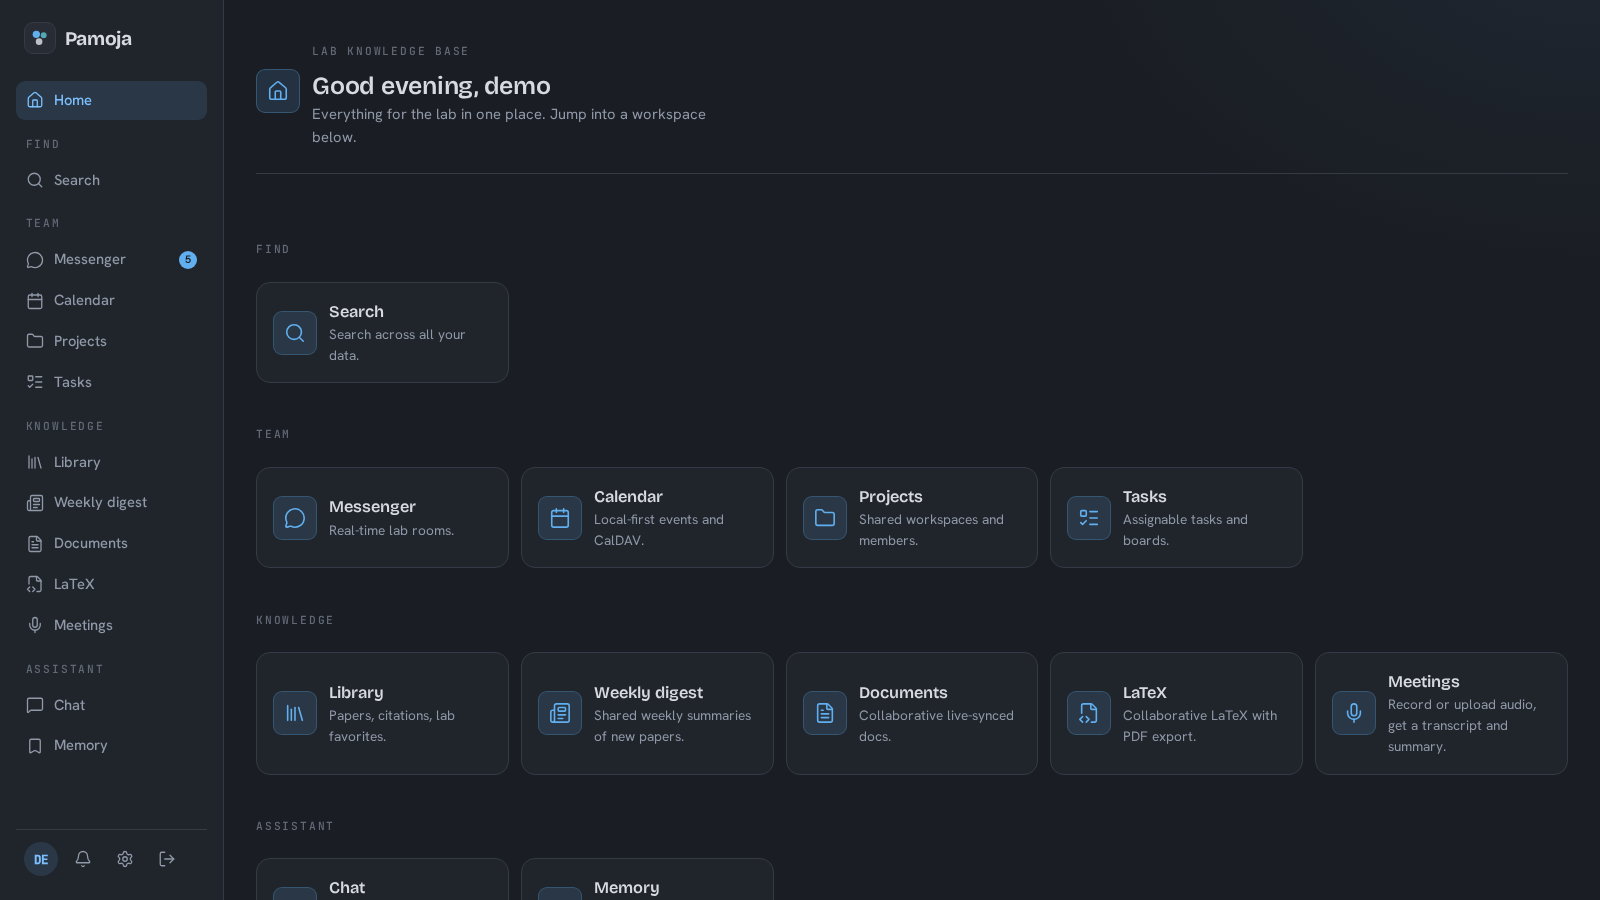 Pamoja
Home
FIND
Search
TEAM
Messenger
5
Calendar
Projects
Tasks
KNOWLEDGE
Library
Weekly digest
Documents
LaTeX
Meetings
ASSISTANT
Chat
Memory
DE
LAB KNOWLEDGE BASE
Good evening, demo
Everything for the lab in one place. Jump into a workspace
below.
FIND
Search
Search across all your
data.
TEAM
Messenger
Real-time lab rooms.
Calendar
Local-first events and
CalDAV.
Projects
Shared workspaces and
members.
Tasks
Assignable tasks and
boards.
KNOWLEDGE
Library
Papers, citations, lab
favorites.
Weekly digest
Shared weekly summaries
of new papers.
Documents
Collaborative live-synced
docs.
LaTeX
Collaborative LaTeX with
PDF export.
Meetings
Record or upload audio,
get a transcript and
summary.
ASSISTANT
Chat
Memory